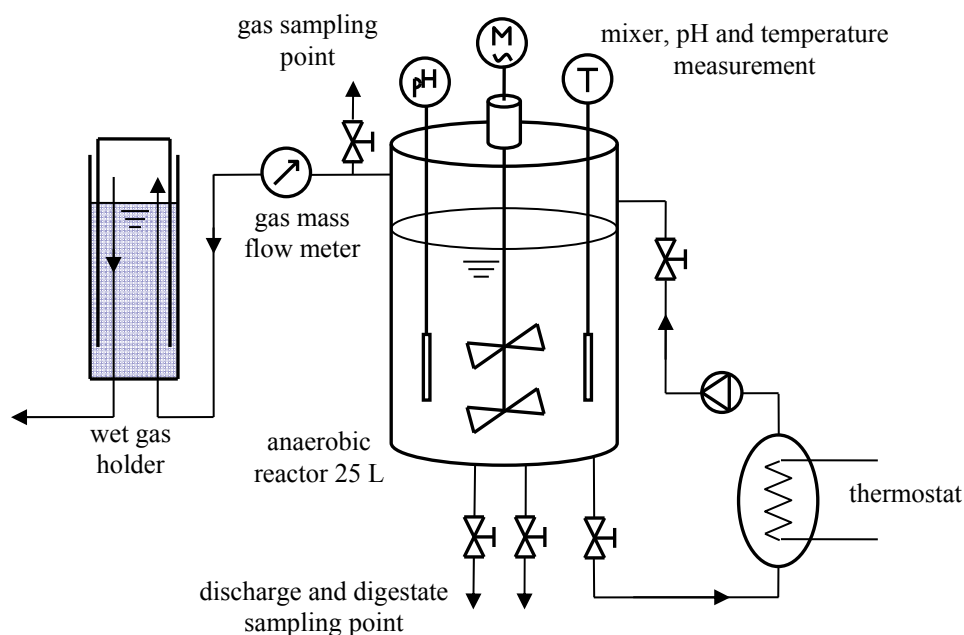 gas sampling
point
M
mixer, pH and temperature
measurement
pH
T
gas mass
flow meter
wet gas
holder
anaerobic
reactor 25 L
thermostat
discharge and digestate
sampling point